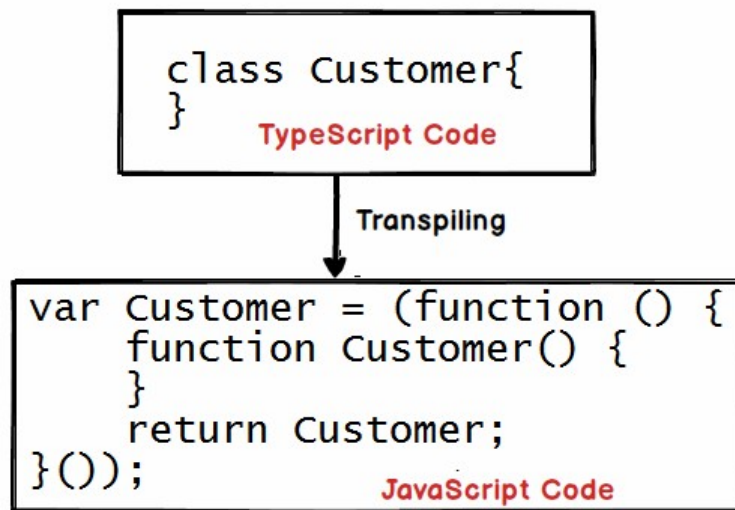 class Customer{
}
TypeScript Code
Transpiling
var Customer = (function () {
    function Customer() {
    }
    return Customer;
}());
JavaScript Code